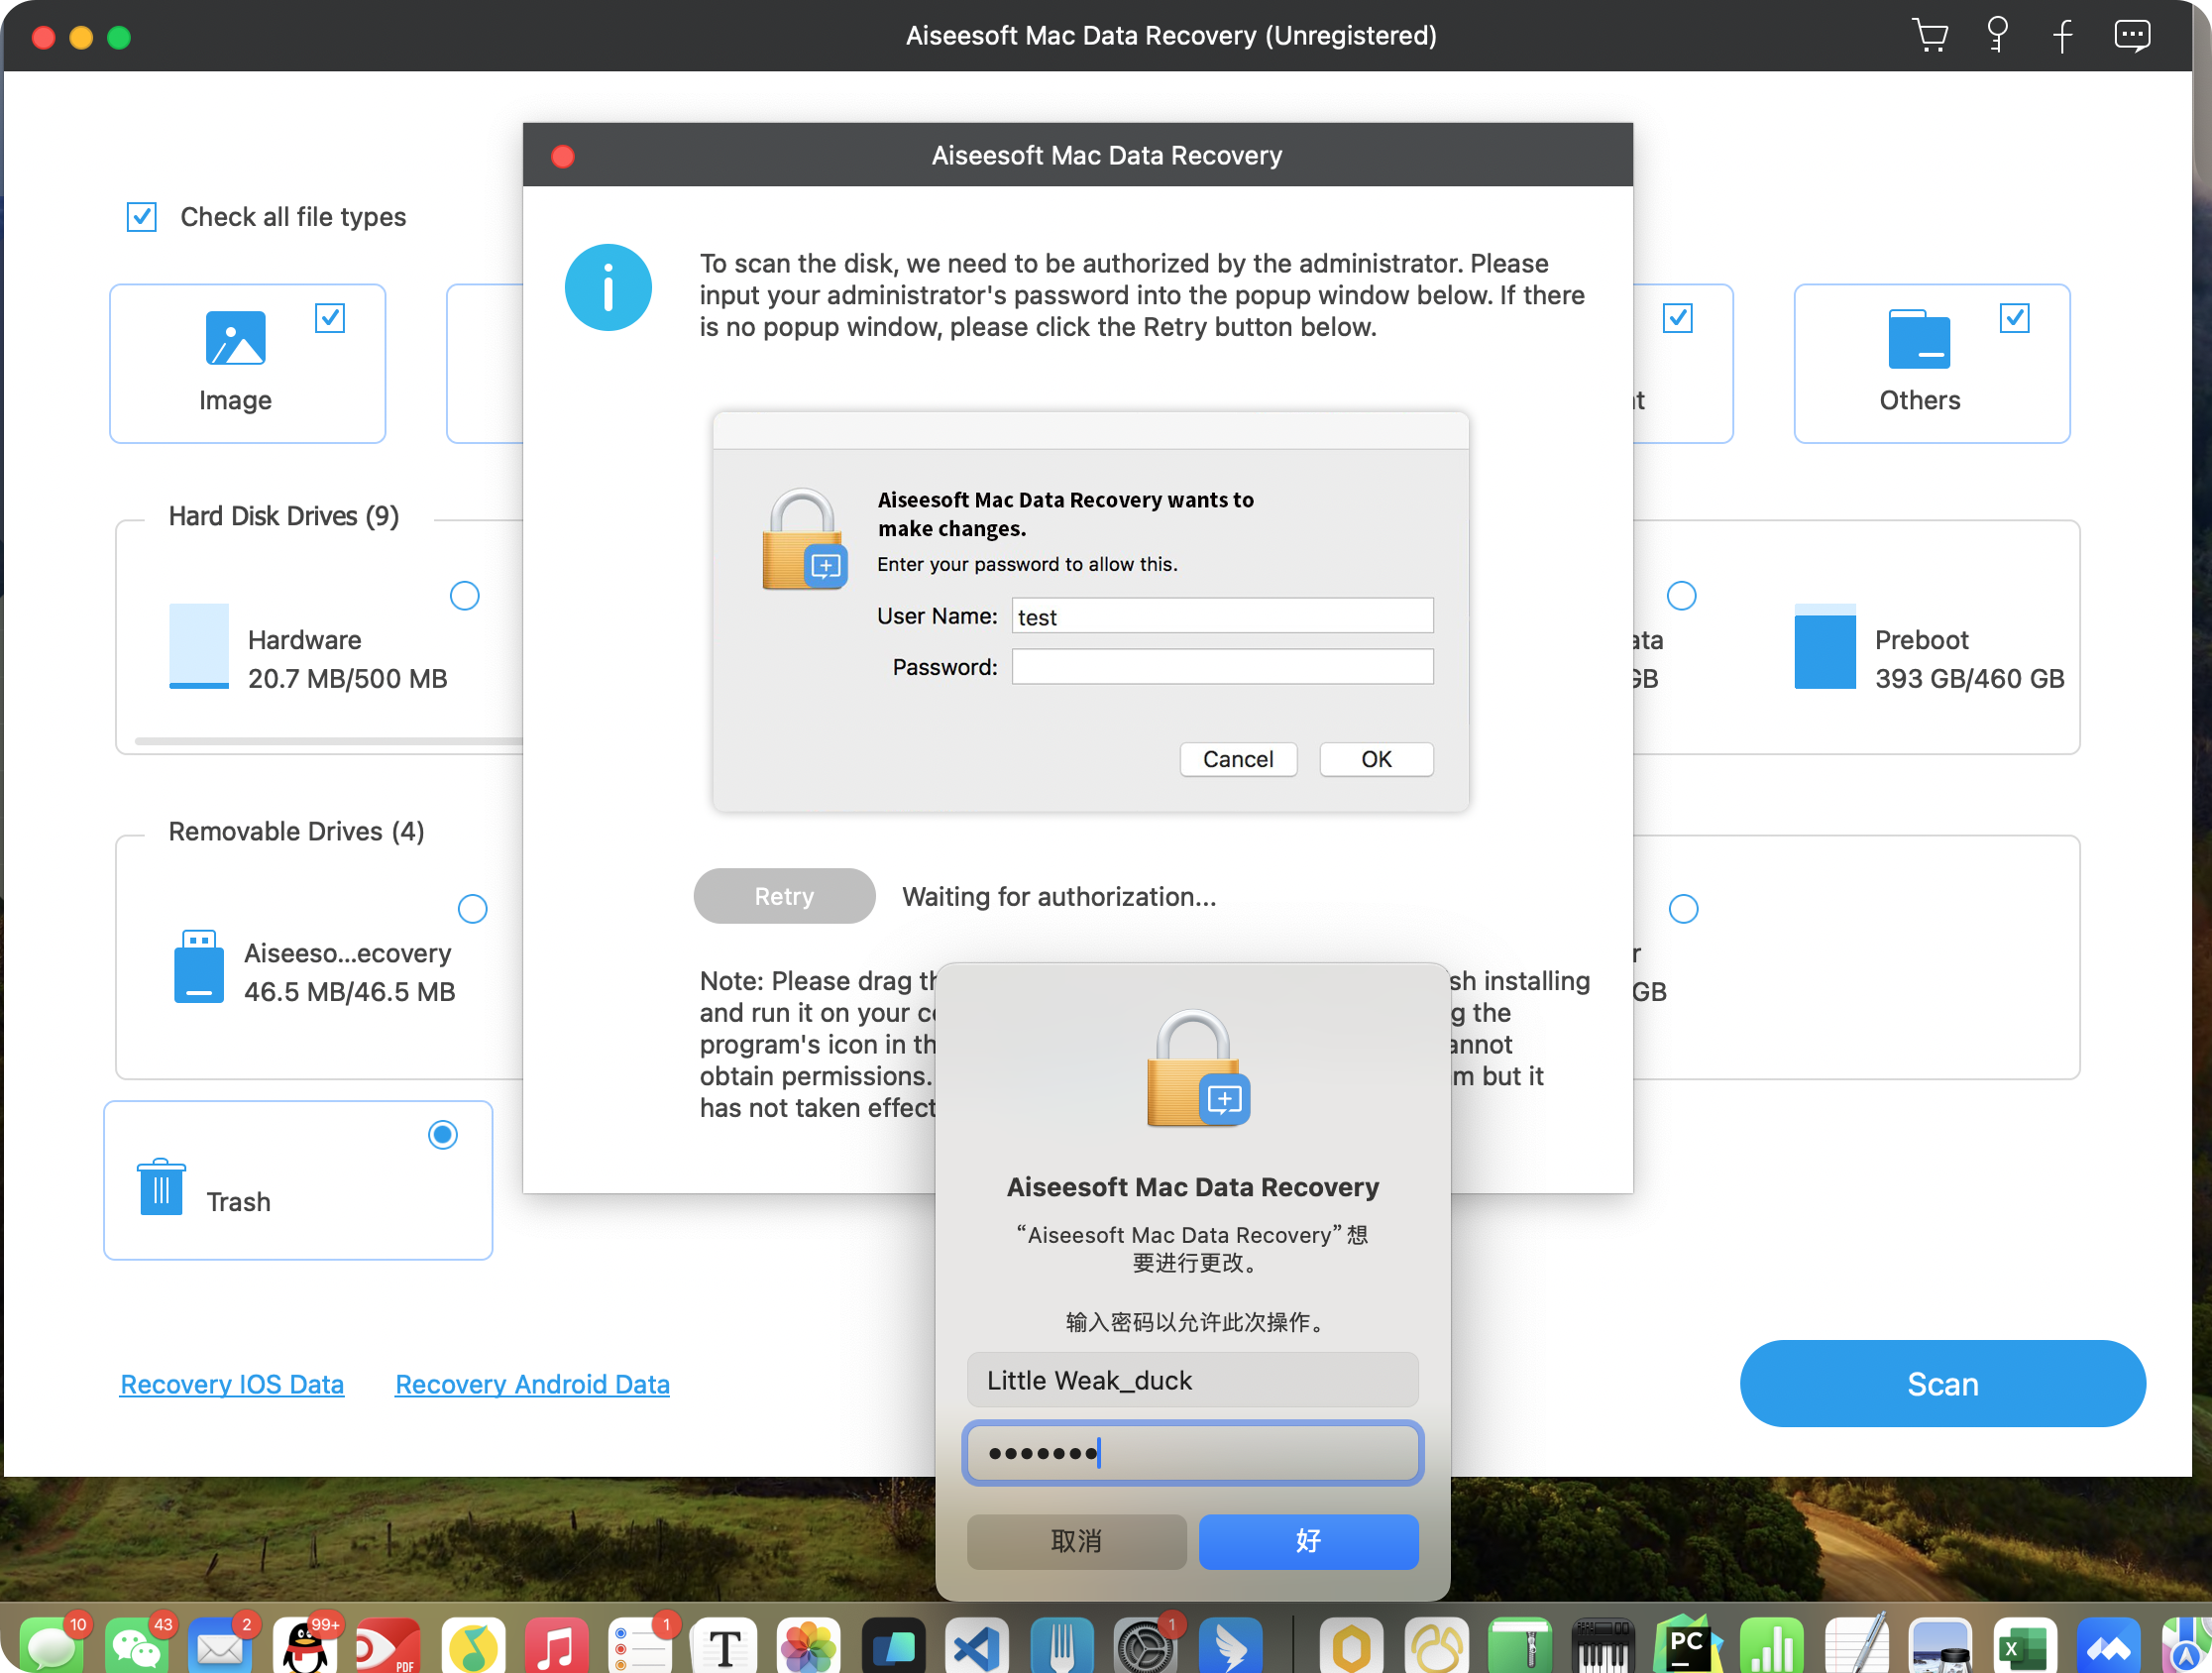 Aiseesoft Mac Data Recovery (Unregistered)
Aiseesoft Mac Data Recovery
Check all file types
To scan the disk, we need to be authorized by the administrator. Please
input your administrator's password into the popup window below. If there
is no popup window, please click the Retry button below.
Image
Others
Aiseesoft Mac Data Recovery wants to
make changes.
Enter your password to allow this.
User Name: test
Password:
Cancel OK
Hard Disk Drives (9)
Hardware
20.7 MB/500 MB
ata
GB
Preboot
393 GB/460 GB
Removable Drives (4)
Aiseeso...ecovery
46.5 MB/46.5 MB
GB
Retry Waiting for authorization...
Note: Please drag th sh installing
and run it on your c g the
program's icon in th annot
obtain permissions. m but it
has not taken effect
Trash
Aiseesoft Mac Data Recovery
“Aiseesoft Mac Data Recovery”想
要进行更改。
输入密码以允许此次操作。
Little Weak_duck
取消 好
Recovery IOS Data Recovery Android Data
Scan
10 43 2 99+ 1 1
PDF T PC X A